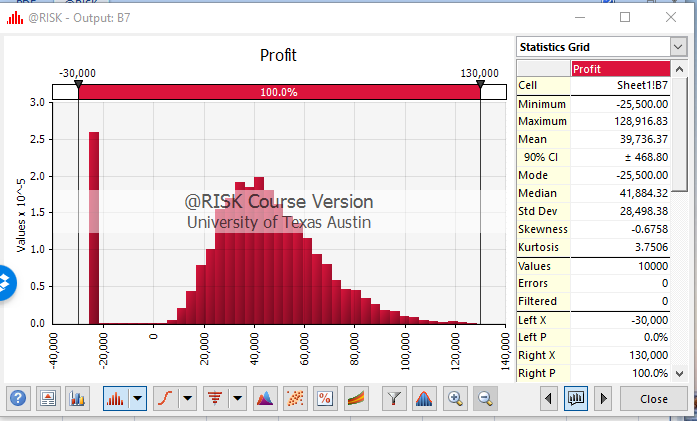 @RISK - Output: B7
Profit
-30,000 130,000
100.0%
Values x 10^-5
3.0
2.5
2.0
1.5
1.0
0.5
0.0
-40,000
-20,000
0
20,000
40,000
60,000
80,000
100,000
120,000
140,000
@RISK Course Version
University of Texas Austin
Statistics Grid
Profit
Cell Sheet1!B7
Minimum -25,500.00
Maximum 128,916.83
Mean 39,736.37
90% CI ± 468.80
Mode -25,500.00
Median 41,884.32
Std Dev 28,498.38
Skewness -0.6758
Kurtosis 3.7506
Values 10000
Errors 0
Filtered 0
Left X -30,000
Left P 0.0%
Right X 130,000
Right P 100.0%
Close